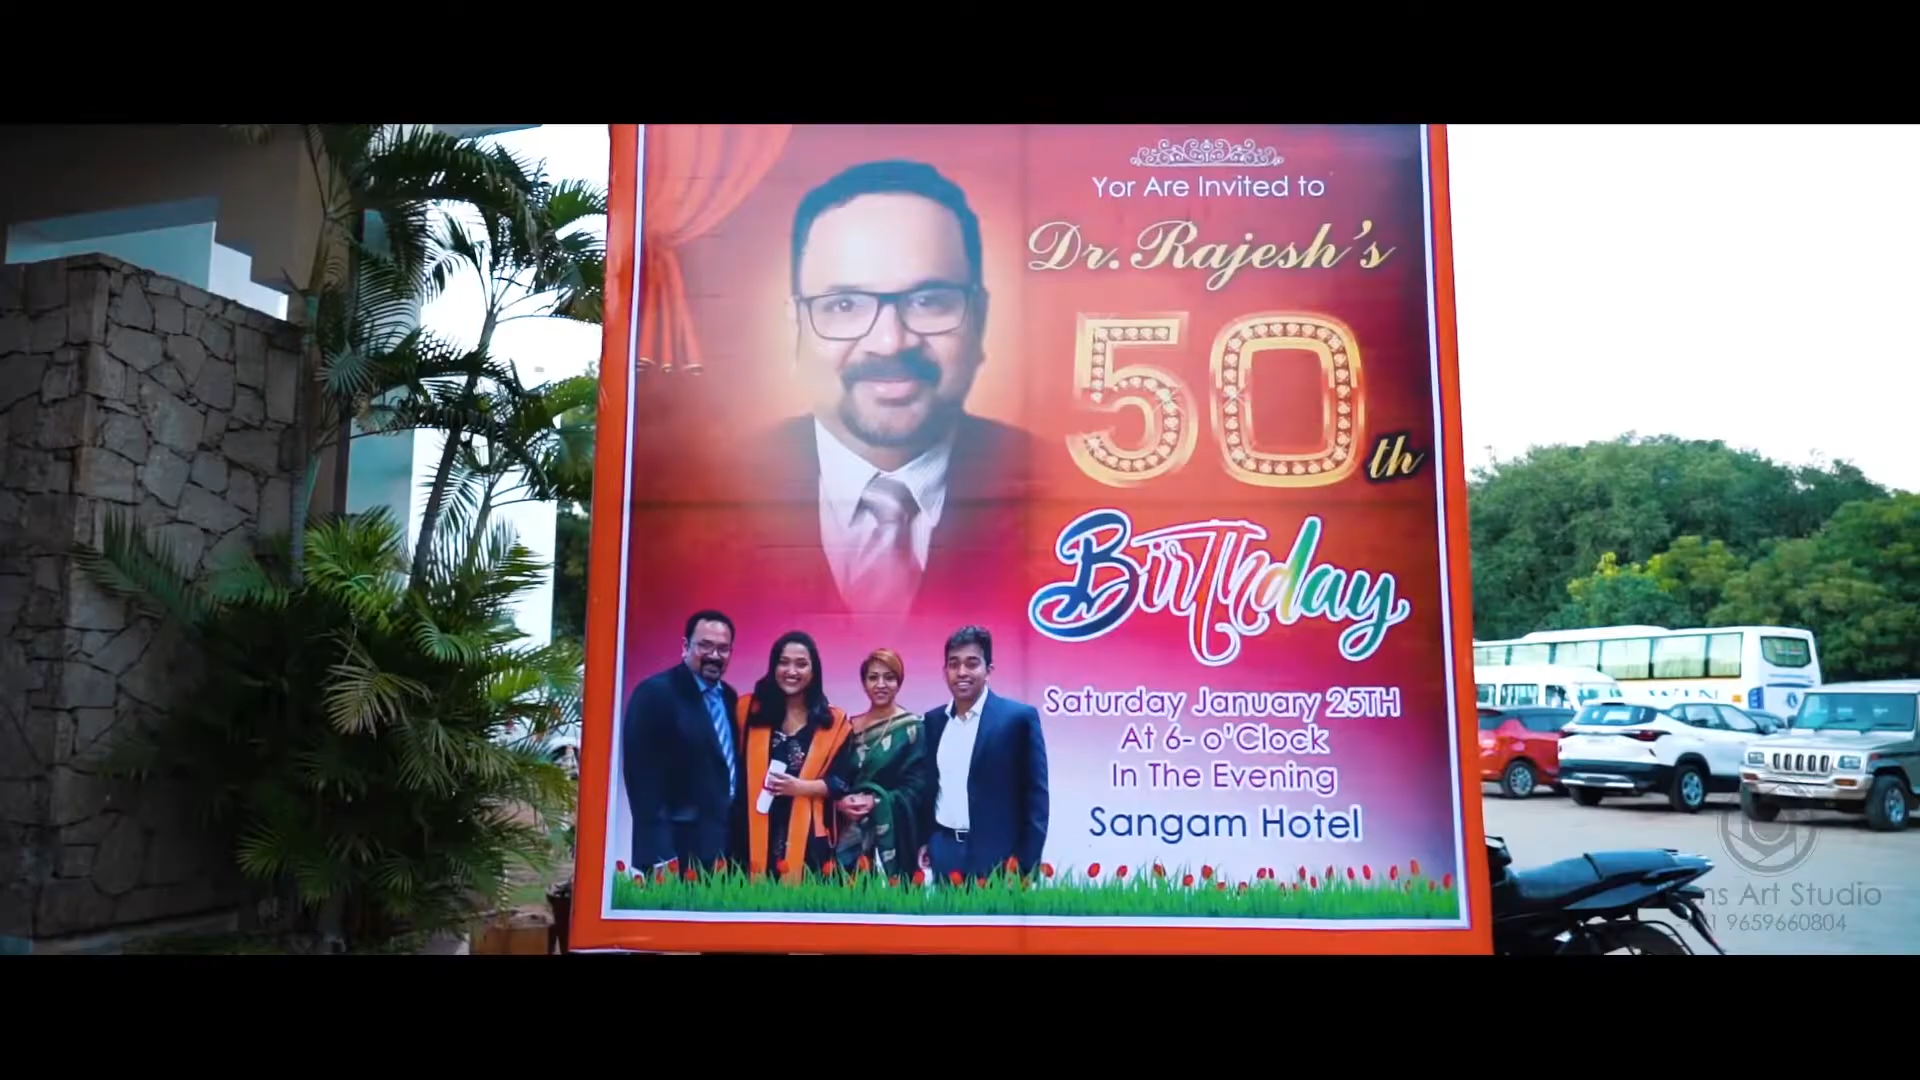 Yor Are Invited to
Dr. Rajesh's
50th
Birthday
Saturday January 25TH
At 6- o'Clock
In The Evening
Sangam Hotel
WIN
Art Studio
9659660804